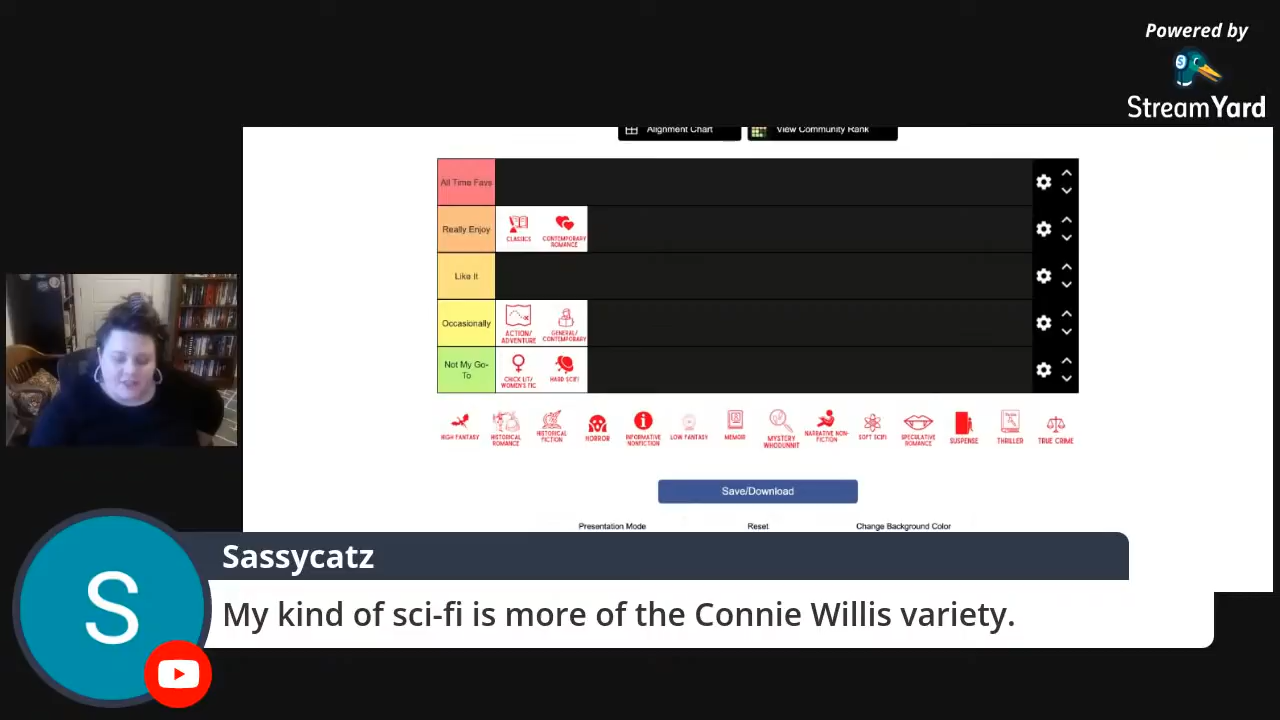 Powered by
StreamYard
Alignment Chart
View Community Rank
All Time Favs
Really Enjoy
CLASSICS
CONTEMPORARY
ROMANCE
Like it
Occasionally
ACTION/
ADVENTURE
GENERAL/
CONTEMPORARY
Not My Go-
To
CHICK LIT/
WOMEN'S FIC
HARD SCIFI
HIGH FANTASY
HISTORICAL
ROMANCE
HISTORICAL
FICTION
HORROR
INFORMATIVE
NONFICTION
LOW FANTASY
MEMOIR
MYSTERY
WHODUNNIT
NARRATIVE NON-
FICTION
SOFT SCIFI
SPECULATIVE
ROMANCE
SUSPENSE
THRILLER
TRUE CRIME
Save/Download
Presentation Mode
Reset
Change Background Color
S
Sassycatz
My kind of sci-fi is more of the Connie Willis variety.